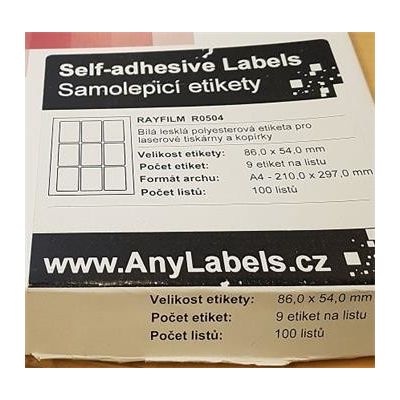 Self-adhesive Labels
Samolepicí etikety
RAYFILM R0504
Bílá lesklá polyesterová etiketa pro
laserové tiskárny a kopírky
Velikost etikety: 86,0 x 54,0 mm
Počet etiket: 9 etiket na listu
Formát archu: A4 - 210,0 x 297,0 mm
Počet listů: 100 listů
www.AnyLabels.cz
Velikost etikety: 86,0 x 54,0 mm
Počet etiket: 9 etiket na listu
Počet listů: 100 listů